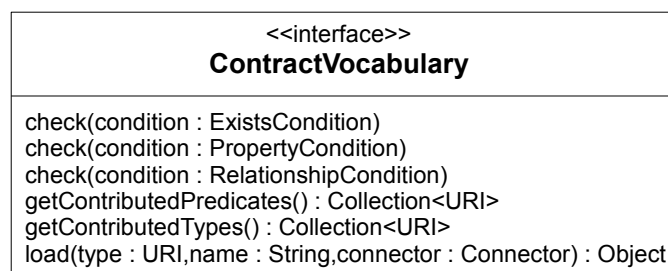 <<interface>>
ContractVocabulary
check(condition : ExistsCondition)
check(condition : PropertyCondition)
check(condition : RelationshipCondition)
getContributedPredicates() : Collection<URI>
getContributedTypes() : Collection<URI>
load(type : URI,name : String,connector : Connector) : Object